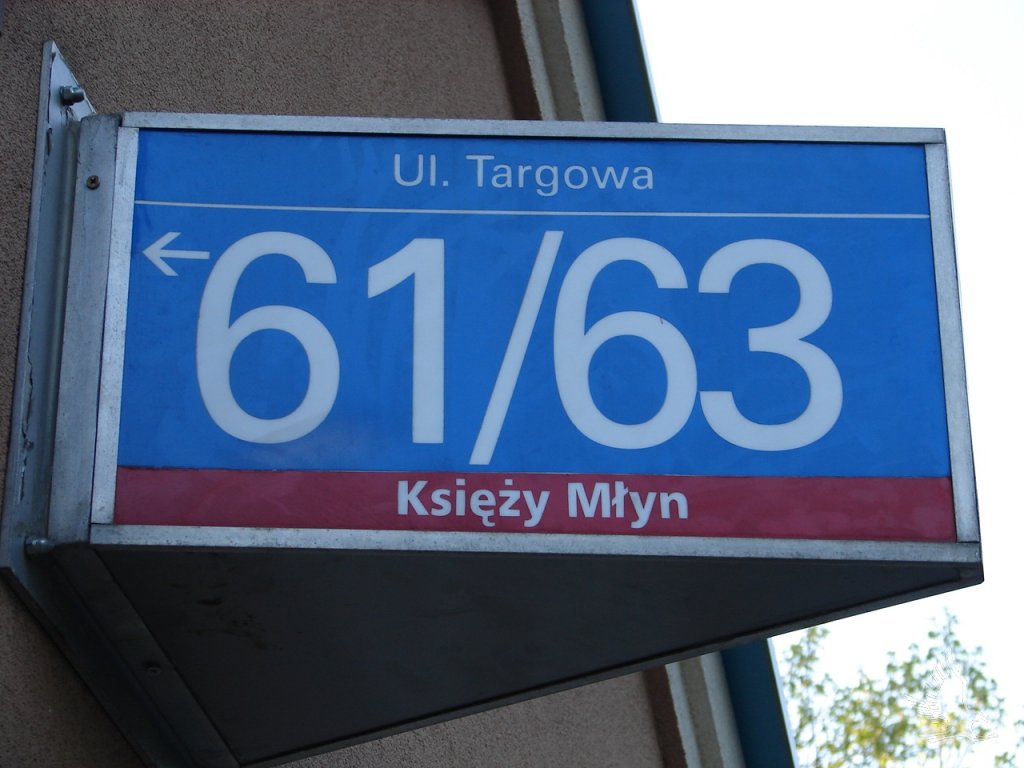 Ul. Targowa
← 61/63
Księży Młyn